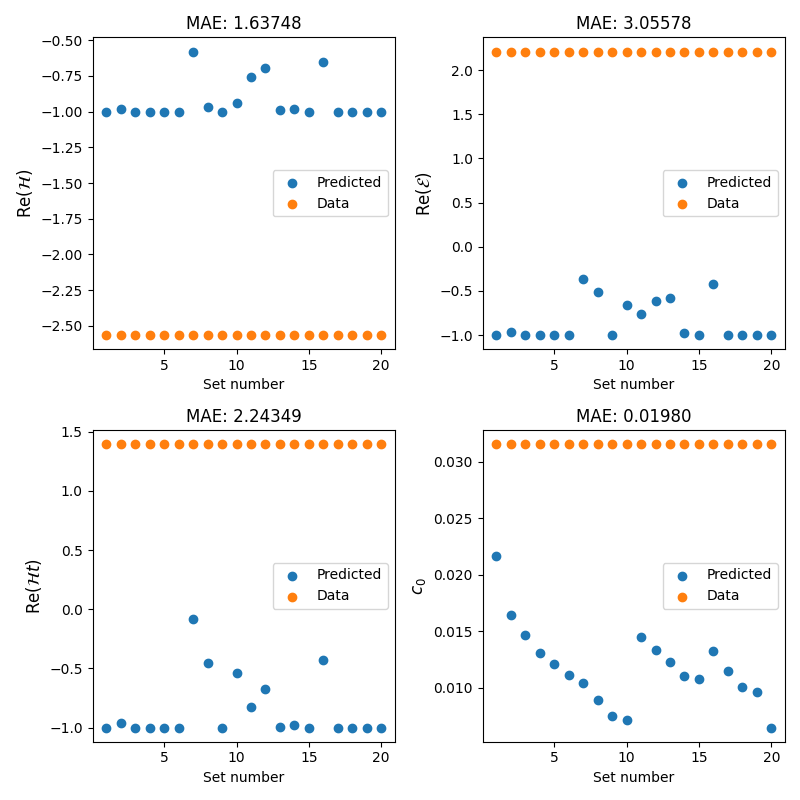 MAE: 1.63748
−0.50
−0.75
−1.00
−1.25
−1.50
−1.75
−2.00
−2.25
−2.50
Re(ℋ)
Predicted
Data
5 10 15 20
Set number
MAE: 3.05578
2.0
1.5
1.0
0.5
0.0
−0.5
−1.0
Re(ℰ)
Predicted
Data
5 10 15 20
Set number
MAE: 2.24349
1.5
1.0
0.5
0.0
−0.5
−1.0
Re(ℋt)
Predicted
Data
5 10 15 20
Set number
MAE: 0.01980
0.030
0.025
0.020
0.015
0.010
c₀
Predicted
Data
5 10 15 20
Set number